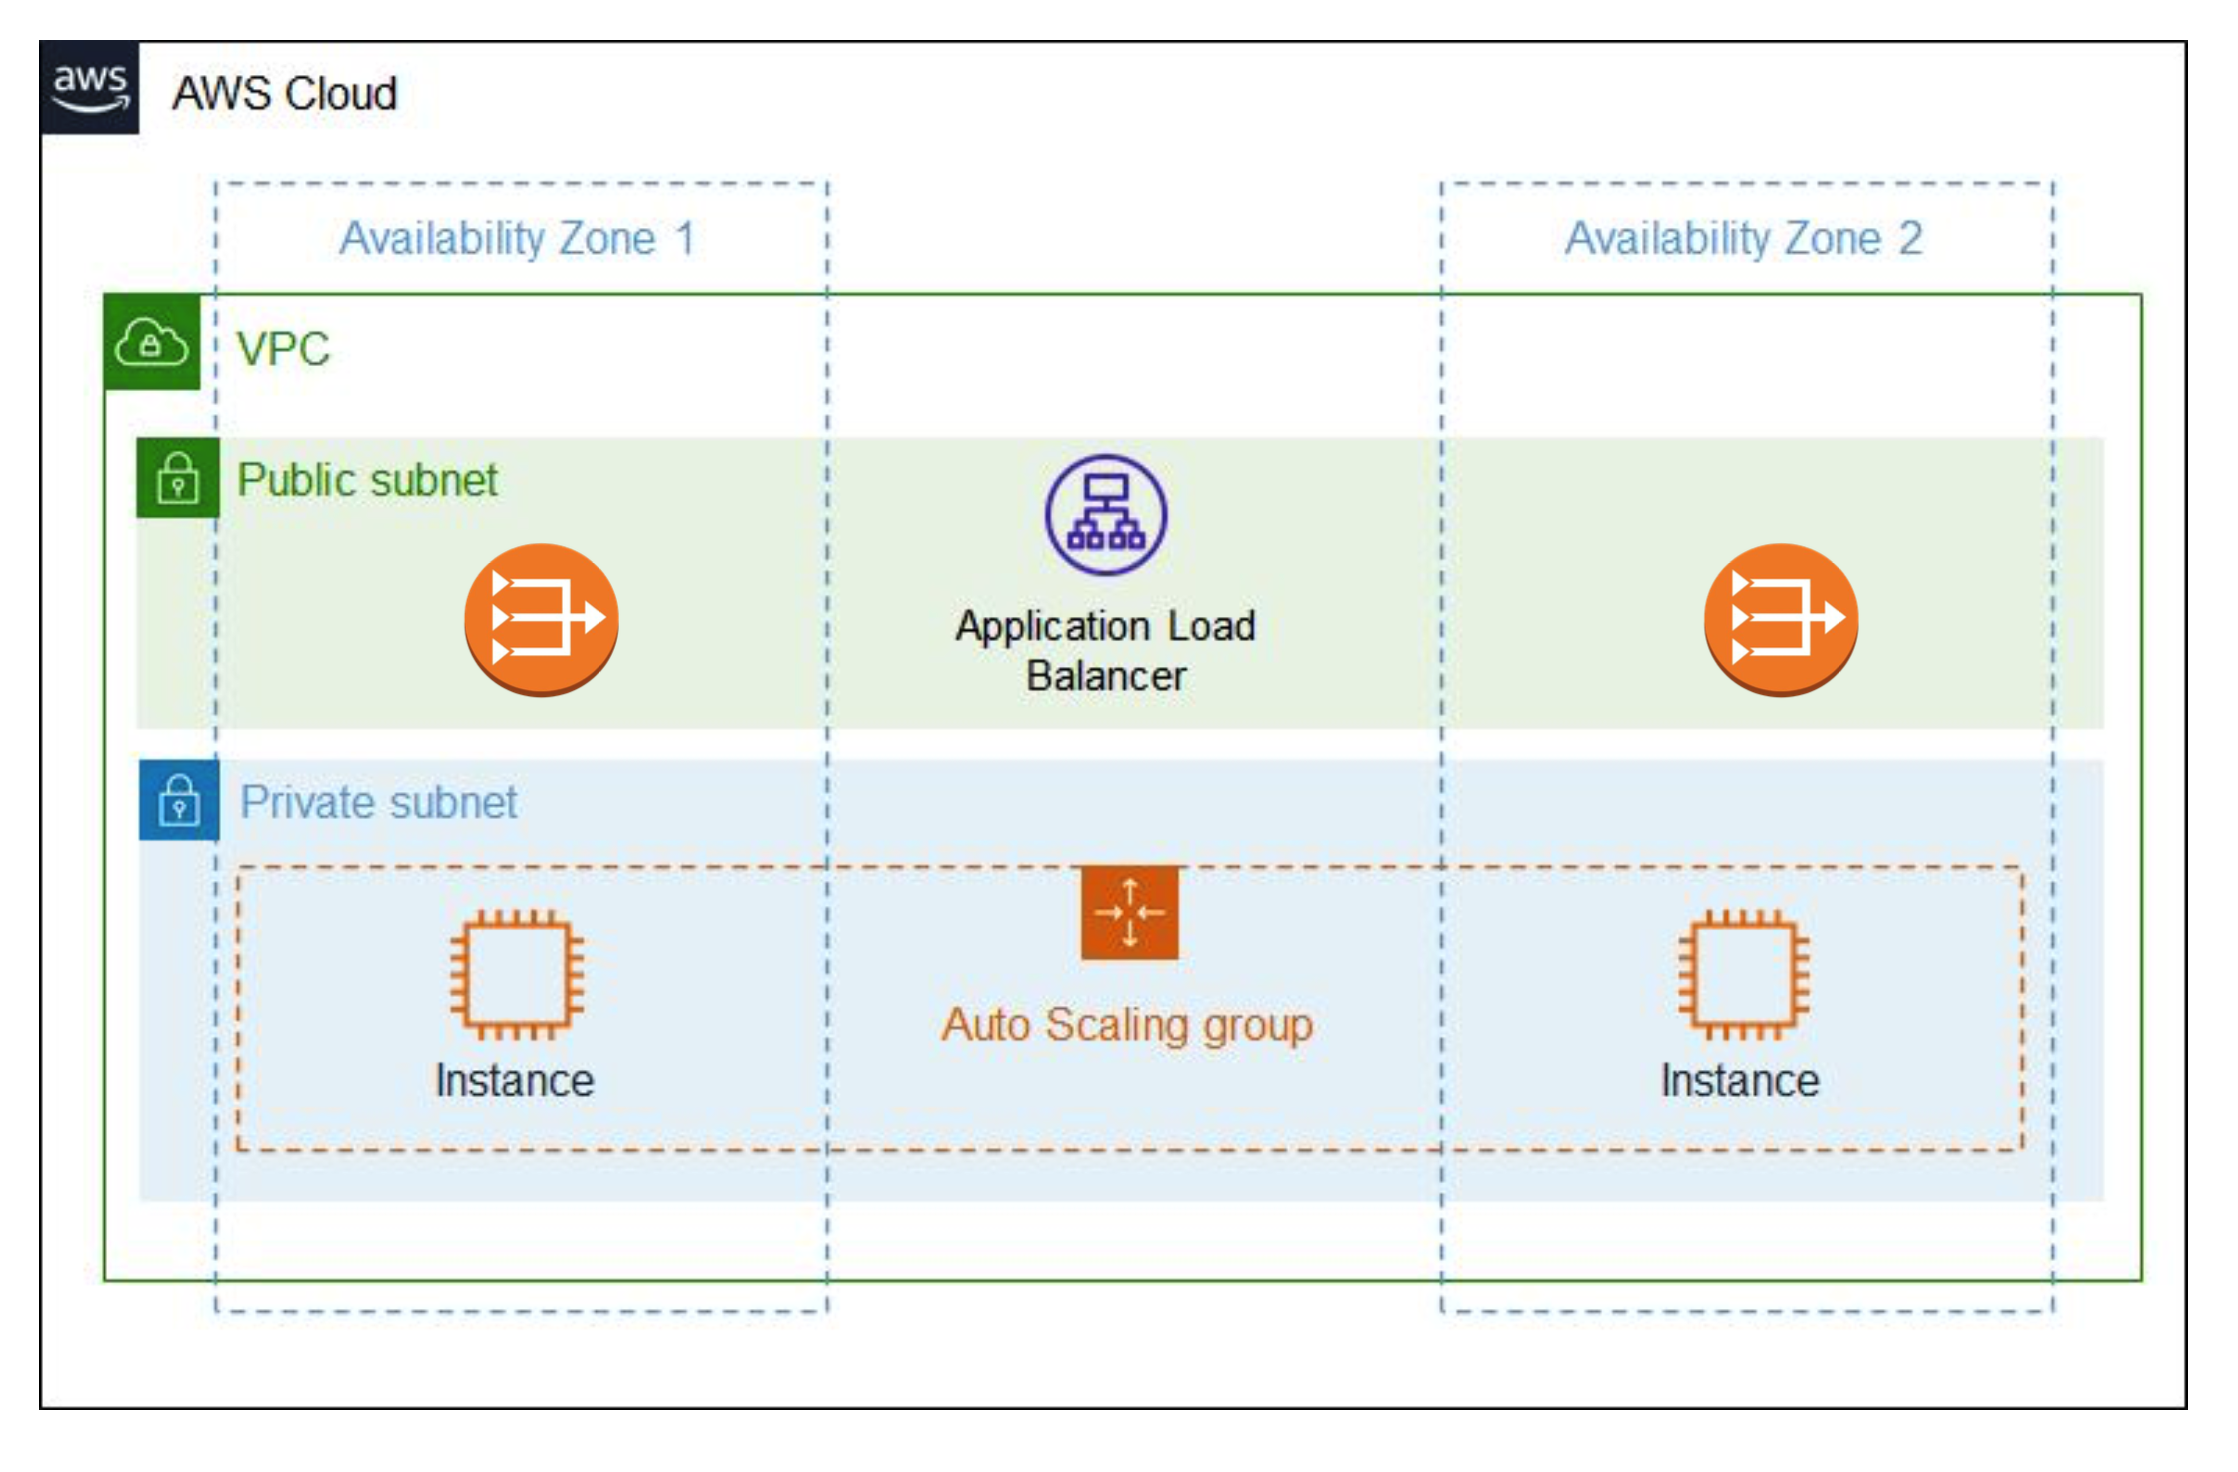 aws
AWS Cloud
Availability Zone 1
Availability Zone 2
VPC
Public subnet
Application Load
Balancer
Private subnet
Auto Scaling group
Instance
Instance